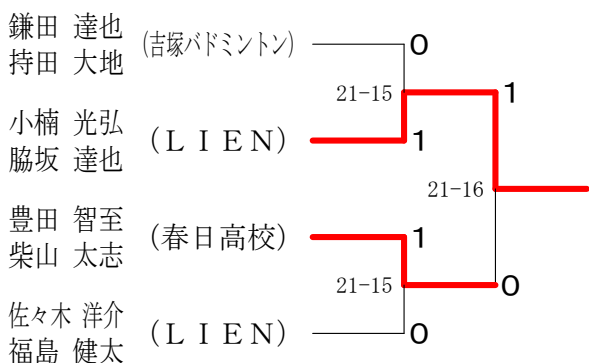 鎌田 達也
持田 大地
(吉塚バドミントン)
0
21-15
1
小楠 光弘
脇坂 達也
(ＬＩＥＮ)
1
21-16
豊田 智至
柴山 太志
(春日高校)
1
21-15
0
佐々木 洋介
福島 健太
(ＬＩＥＮ)
0